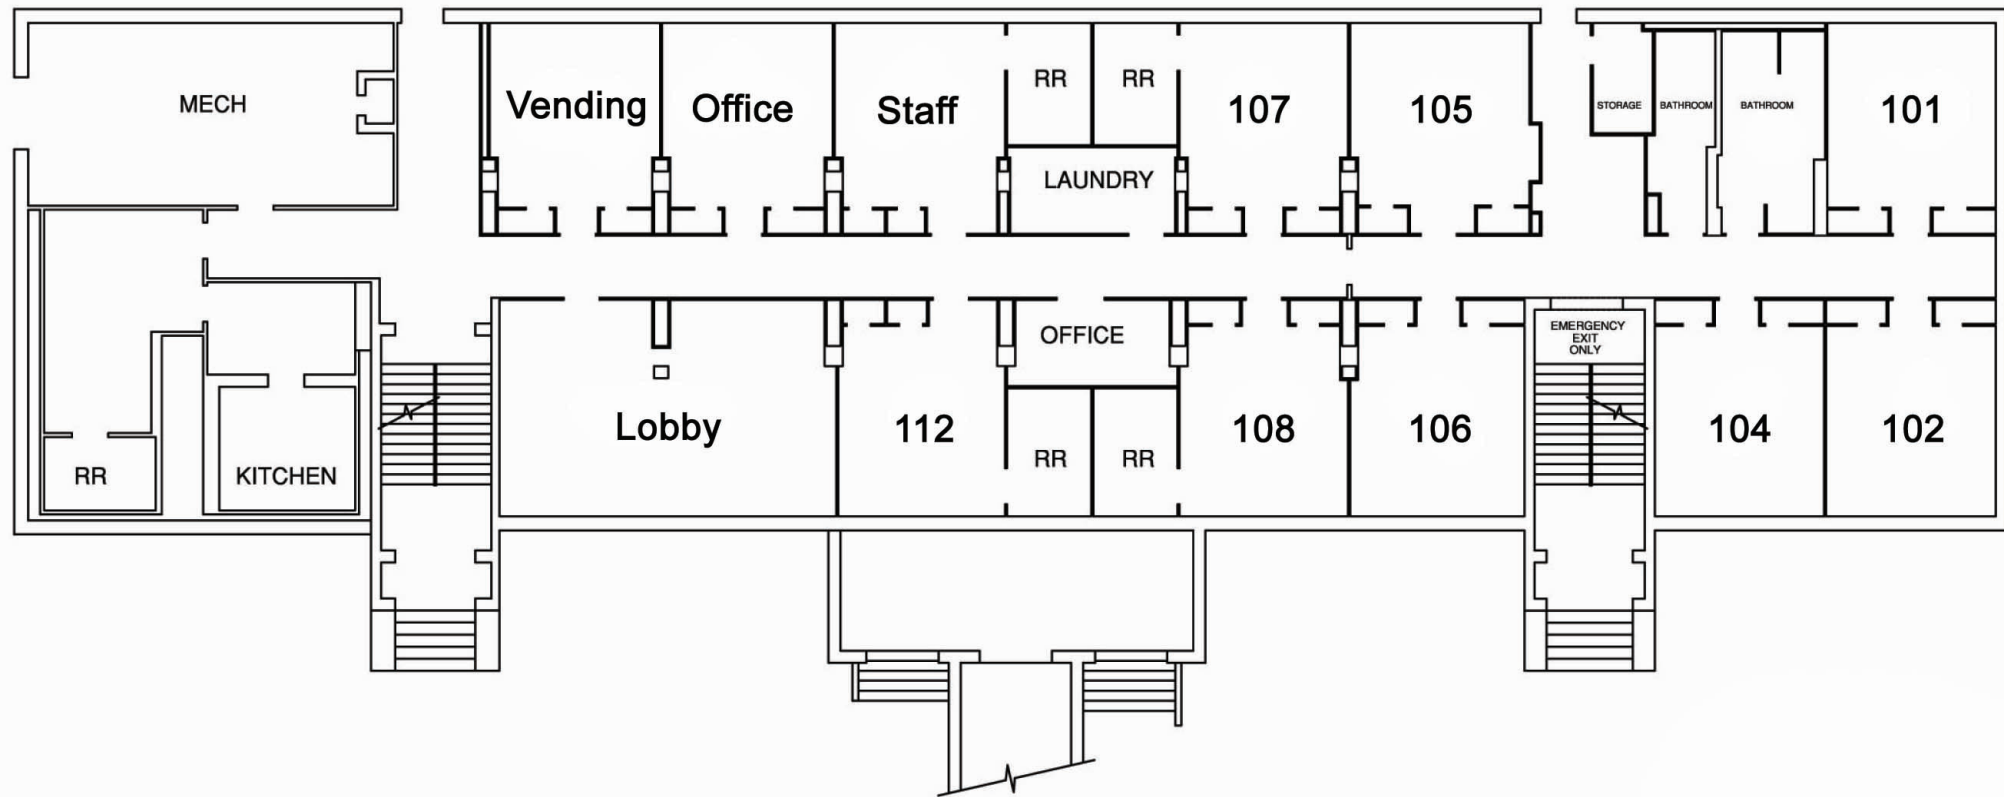 MECH
Vending
Office
Staff
RR
RR
107
105
STORAGE
BATHROOM
BATHROOM
101
LAUNDRY
OFFICE
EMERGENCY
EXIT
ONLY
Lobby
112
108
106
104
102
RR
RR
RR
KITCHEN